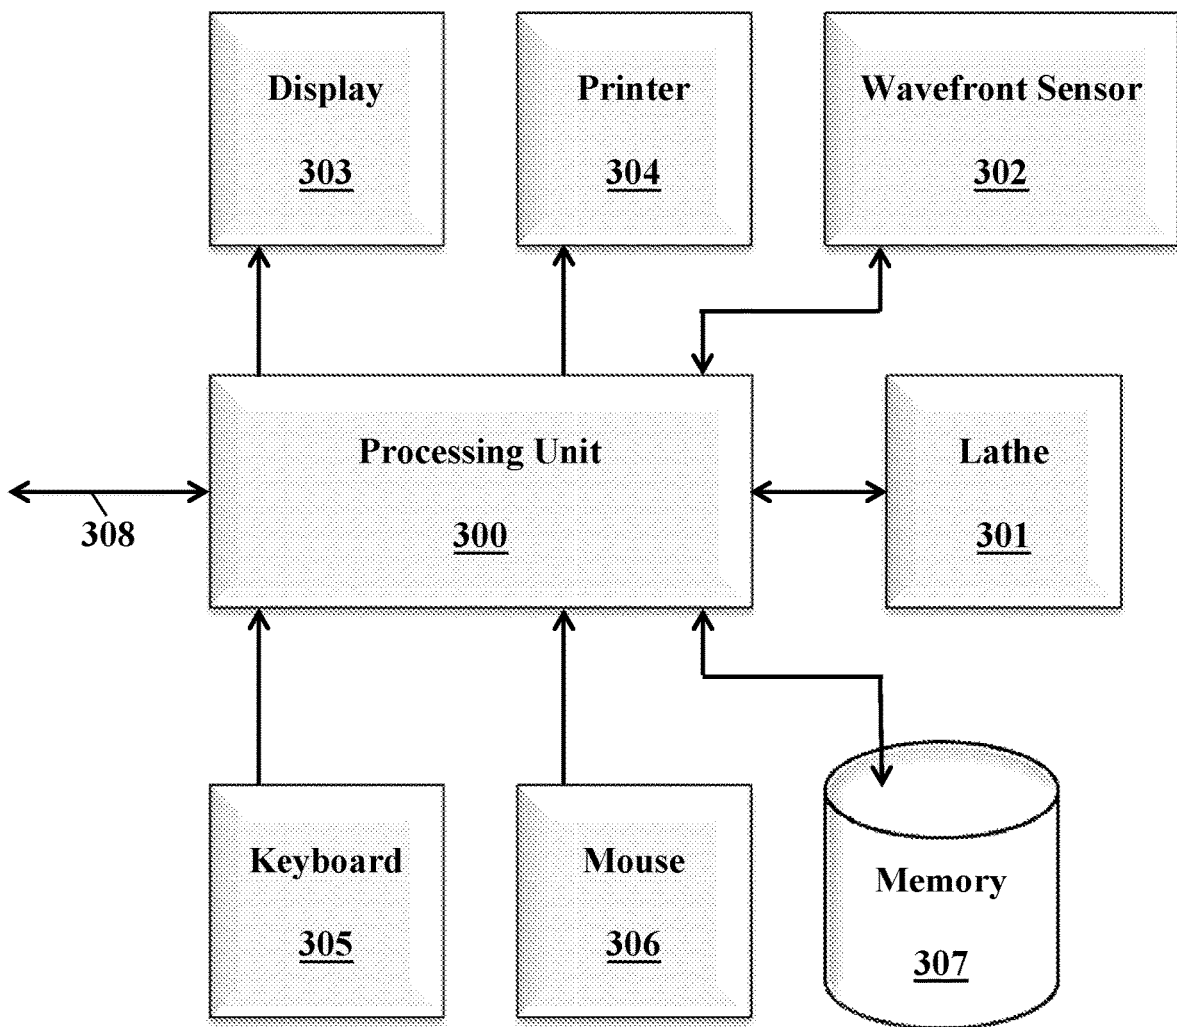 Display
303
Printer
304
Wavefront Sensor
302
Processing Unit
300
Lathe
301
308
Keyboard
305
Mouse
306
Memory
307